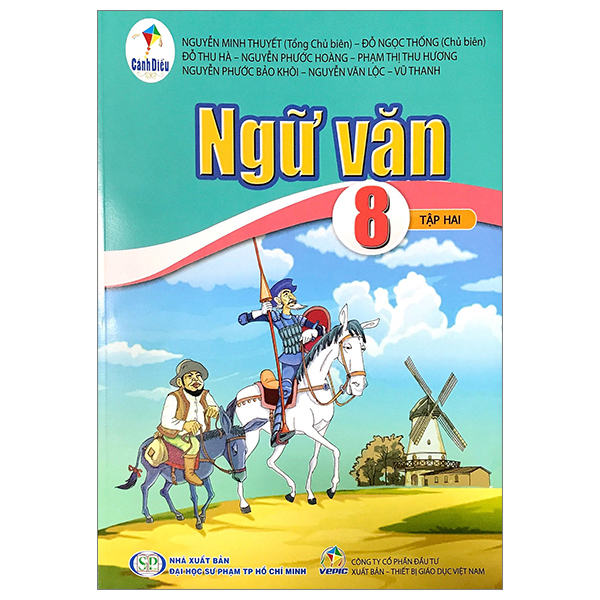 Cánh Diều
NGUYỄN MINH THUYẾT (Tổng Chủ biên) – ĐỖ NGỌC THỐNG (Chủ biên)
ĐỖ THU HÀ – NGUYỄN PHƯỚC HOÀNG – PHẠM THỊ THU HƯƠNG
NGUYỄN PHƯỚC BẢO KHÔI – NGUYỄN VĂN LỘC – VŨ THANH
Ngữ văn
8
TẬP HAI
SP
NHÀ XUẤT BẢN
ĐẠI HỌC SƯ PHẠM TP HỒ CHÍ MINH
VEPIC
CÔNG TY CỔ PHẦN ĐẦU TƯ
XUẤT BẢN – THIẾT BỊ GIÁO DỤC VIỆT NAM